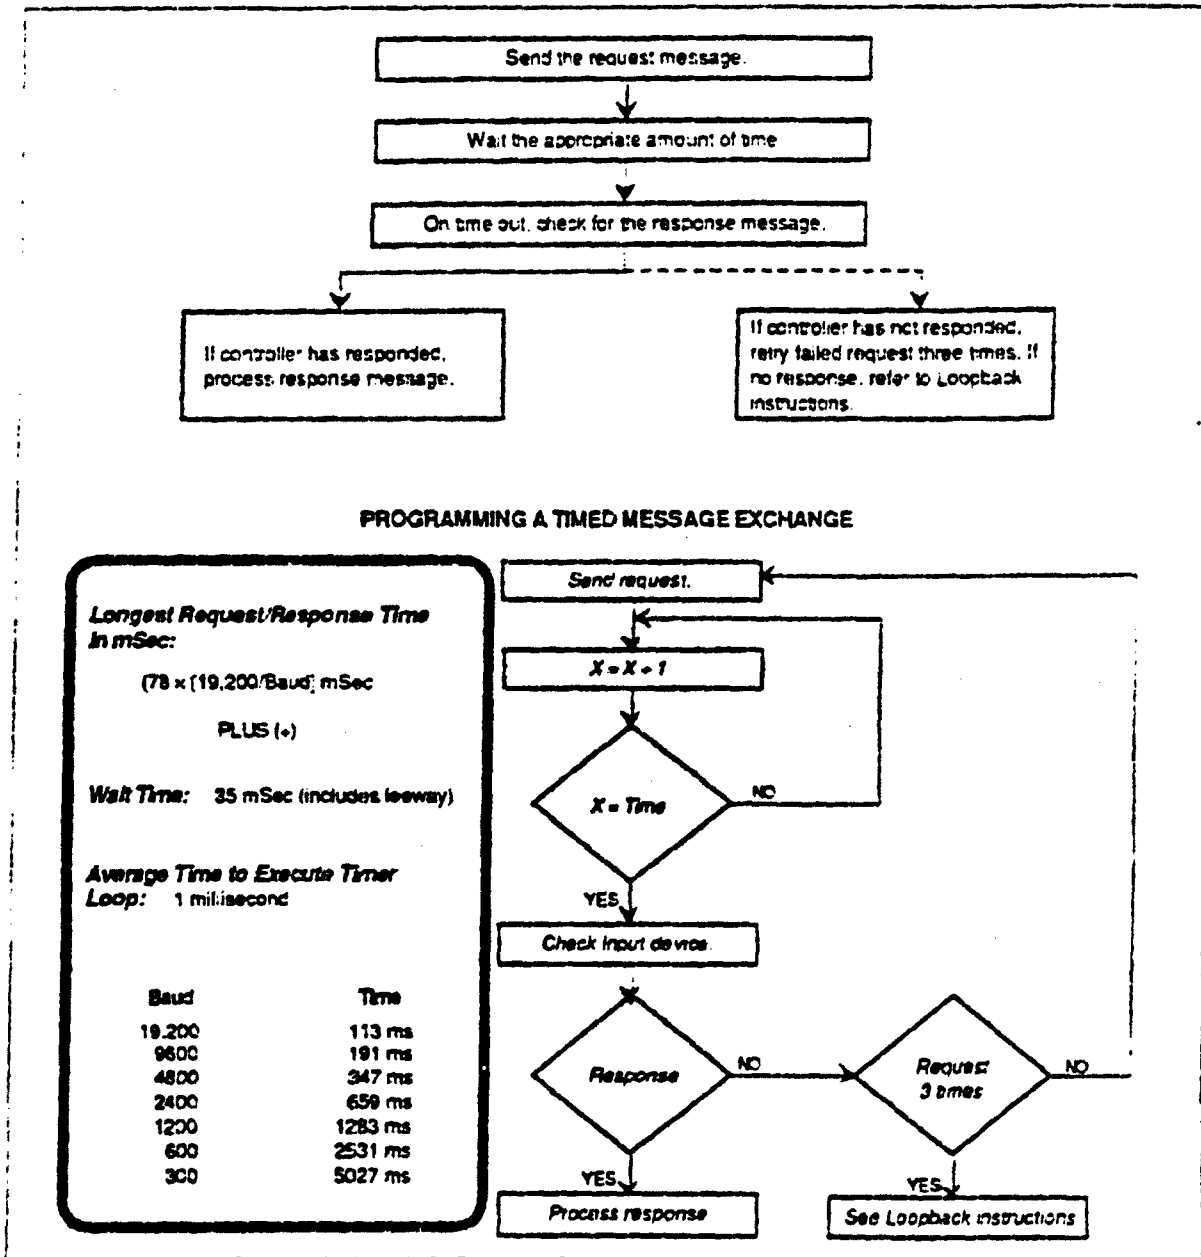 Send the request message.
Wait the appropriate amount of time
On time out, check for the response message.
If controller has responded,
process response message.
If controller has not responded,
retry failed request three times. If
no response, refer to Loopback
instructions.
PROGRAMMING A TIMED MESSAGE EXCHANGE
Longest Request/Response Time
in mSec:
(78 x [19,200/Baud] mSec
PLUS (+)
Wait Time: 35 mSec (includes leeway)
Average Time to Execute Timer
Loop: 1 millisecond
Baud Time
19,200 113 ms
9600 191 ms
4800 347 ms
2400 659 ms
1200 1283 ms
600 2531 ms
300 5027 ms
Send request.
X = X + 1
X = Time
NO
YES
Check input device.
Response
NO
Request
3 times
NO
YES
Process response
YES
See Loopback instructions